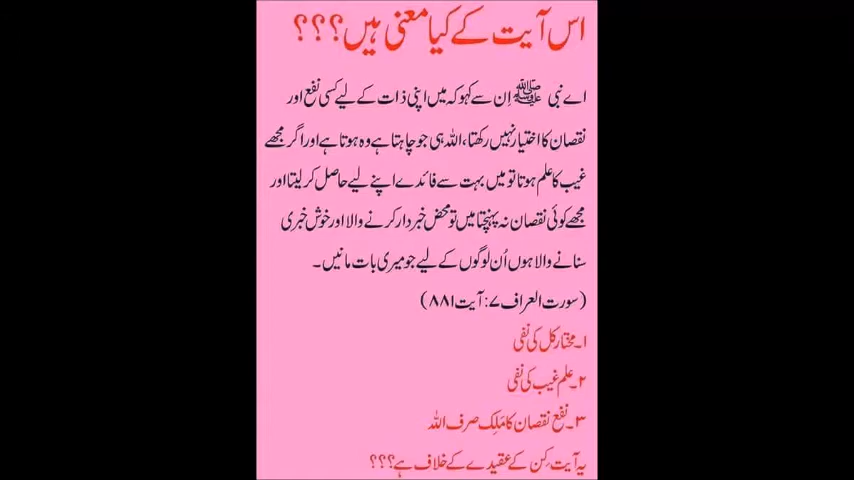 اس آیت کے کیا معنی ہیں؟؟؟
اے نبی ﷺ اِن سے کہو کہ میں اپنی ذات کے لیے کسی نفع اور
نقصان کا اختیار نہیں رکھتا، اللہ ہی جو چاہتا ہے وہ ہوتا ہے اور اگر مجھے
غیب کا علم ہوتا تو میں بہت سے فائدے اپنے لیے حاصل کر لیتا اور
مجھے کوئی نقصان نہ پہنچتا میں تو محض خبردار کرنے والا اور خوش خبری
سنانے والا ہوں اُن لوگوں کے لیے جو میری بات مانیں۔
(سورت العراف ۷: آیت ۸۸۱)
۱۔ مختار کل کی نفی
۲۔ علم غیب کی نفی
۳۔ نفع نقصان کا مَلِک صرف اللہ
یہ آیت کِن کے عقیدے کے خلاف ہے؟؟؟